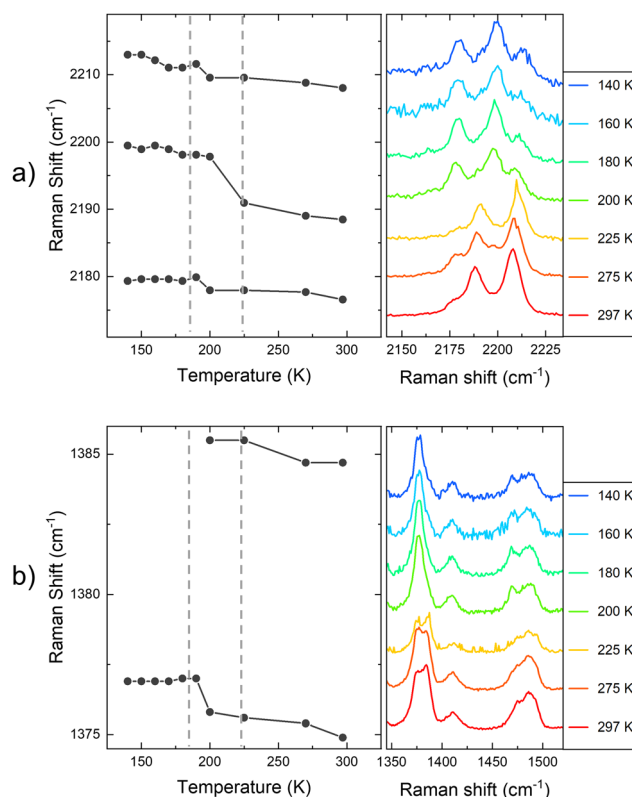 a)
Raman Shift (cm-1)
2210
2200
2190
2180
150 200 250 300
Temperature (K)
2150 2175 2200 2225
Raman shift (cm-1)
140 K
160 K
180 K
200 K
225 K
275 K
297 K
b)
Raman Shift (cm-1)
1385
1380
1375
150 200 250 300
Temperature (K)
1350 1400 1450 1500
Raman shift (cm-1)
140 K
160 K
180 K
200 K
225 K
275 K
297 K